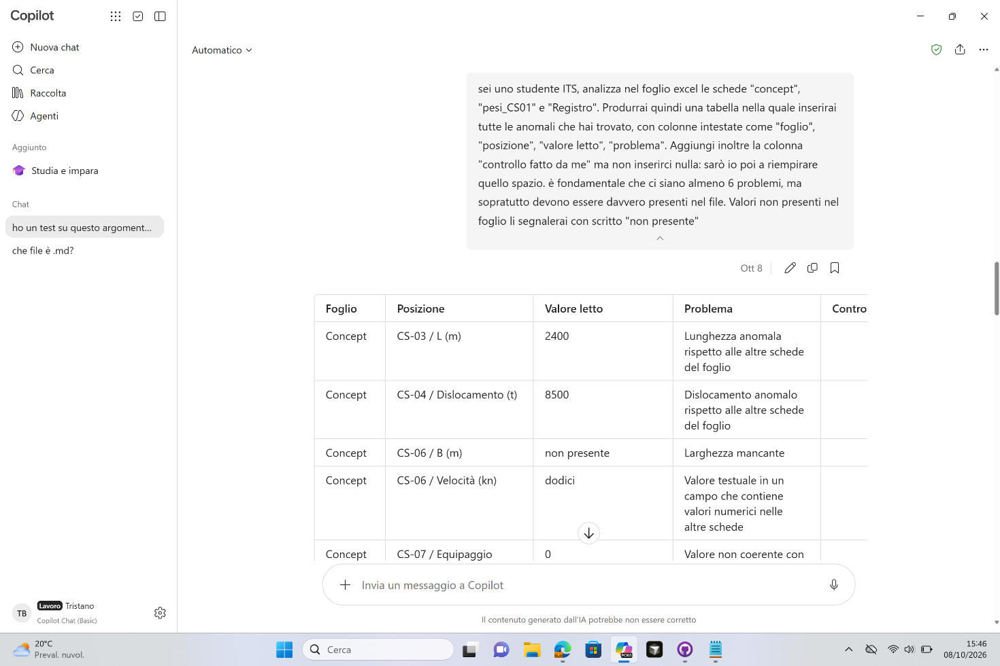 Copilot
Nuova chat
Cerca
Raccolta
Agenti
Aggiunto
Studia e impara
Chat
ho un test su questo argoment...
che file è .md?
TB
Lavoro Tristano
Copilot Chat (Basic)
Automatico
sei uno studente ITS, analizza nel foglio excel le schede "concept",
"pesi_CS01" e "Registro". Produrrai quindi una tabella nella quale inserirai
tutte le anomali che hai trovato, con colonne intestate come "foglio",
"posizione", "valore letto", "problema". Aggiungi inoltre la colonna
"controllo fatto da me" ma non inserirci nulla: sarò io poi a riempirare
quello spazio. è fondamentale che ci siano almeno 6 problemi, ma
sopratutto devono essere davvero presenti nel file. Valori non presenti nel
foglio li segnalerai con scritto "non presente"
Ott 8
Foglio Posizione Valore letto Problema Contro
Concept CS-03 / L (m) 2400 Lunghezza anomala
rispetto alle altre schede
del foglio
Concept CS-04 / Dislocamento (t) 8500 Dislocamento anomalo
rispetto alle altre schede
del foglio
Concept CS-06 / B (m) non presente Larghezza mancante
Concept CS-06 / Velocità (kn) dodici Valore testuale in un
campo che contiene
valori numerici nelle
altre schede
Concept CS-07 / Equipaggio 0 Valore non coerente con
Invia un messaggio a Copilot
Il contenuto generato dall'IA potrebbe non essere corretto
20°C
Preval. nuvol.
Cerca
M365
15:46
08/10/2026